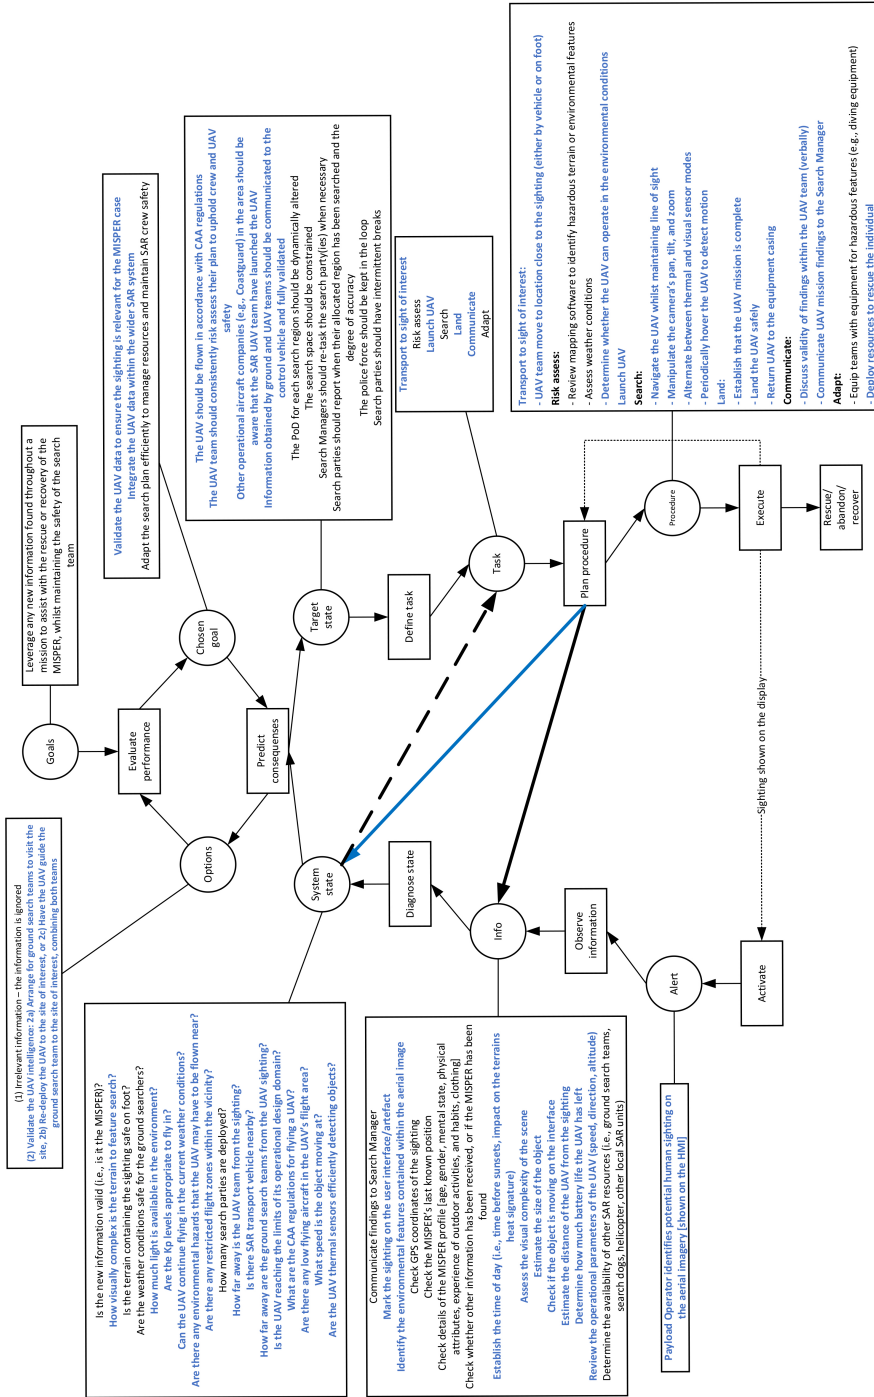 Leverage any new information found throughout a
mission to assist with the rescue or recovery of the
MISPER, whilst maintaining the safety of the search
team
Goals
(1) Irrelevant information – the information is ignored
(2) Validate the UAV intelligence: 2a) Arrange for ground search teams to visit the
site, 2b) Re-deploy the UAV to the site of interest, or 2c) Have the UAV guide the
ground search team to the site of interest, combining both teams
Evaluate
performance
Validate the UAV data to ensure the sighting is relevant for the MISPER case
Integrate the UAV data within the wider SAR system
Adapt the search plan efficiently to manage resources and maintain SAR crew safety
Options
Chosen
goal
Predict
consequences
Is the new information valid (i.e., is it the MISPER)?
How visually complex is the terrain to feature search?
Is the terrain containing the sighting safe on foot?
Are the weather conditions safe for the ground searchers?
How much light is available in the environment?
Are the Kp levels appropriate to fly in?
Can the UAV continue flying in the current weather conditions?
Are there any environmental hazards that the UAV may have to be flown near?
Are there any restricted flight zones within the vicinity?
How many search parties are deployed?
How far away is the UAV team from the sighting?
Is there SAR transport vehicle nearby?
How far away are the ground search teams from the UAV sighting?
Is the UAV reaching the limits of its operational design domain?
What are the CAA regulations for flying a UAV?
Are there any low flying aircraft in the UAV's flight area?
What speed is the object moving at?
Are the UAV thermal sensors efficiently detecting objects?
System
state
Target
state
The UAV should be flown in accordance with CAA regulations
The UAV team should consistently risk assess their plan to uphold crew and UAV
safety
Other operational aircraft companies (e.g., Coastguard) in the area should be
aware that the SAR UAV team have launched the UAV
Information obtained by ground and UAV teams should be communicated to the
control vehicle and fully validated
The PoD for each search region should be dynamically altered
The search space should be constrained
Search Managers should re-task the search party(ies) when necessary
Search parties should report when their allocated region has been searched and the
degree of accuracy
The police force should be kept in the loop
Search parties should have intermittent breaks
Diagnose state
Define task
Communicate findings to Search Manager
Mark the sighting on the user interface/artefact
Identify the environmental features contained within the aerial image
Check GPS coordinates of the sighting
Check the MISPER's last known position
Check details of the MISPER profile [age, gender, mental state, physical
attributes, experience of outdoor activities, and habits, clothing]
Check whether other information has been received, or if the MISPER has been
found
Establish the time of day (i.e., time before sunsets, impact on the terrains
heat signature)
Assess the visual complexity of the scene
Estimate the size of the object
Check if the object is moving on the interface
Estimate the distance of the UAV from the sighting
Determine how much battery life the UAV has left
Review the operational parameters of the UAV (speed, direction, altitude)
Determine the availability of other SAR resources (i.e., ground search teams,
search dogs, helicopter, other local SAR units)
Info
Task
Transport to sight of interest
Risk assess
Launch UAV
Search
Land
Communicate
Adapt
Observe
information
Plan procedure
Alert
Procedure
Payload Operator identifies potential human sighting on
the aerial imagery [shown on the HMI]
Transport to sight of interest:
- UAV team move to location close to the sighting (either by vehicle or on foot)
Risk assess:
- Review mapping software to identify hazardous terrain or environmental features
- Assess weather conditions
- Determine whether the UAV can operate in the environmental conditions
Launch UAV
Search:
- Navigate the UAV whilst maintaining line of sight
- Manipulate the camera's pan, tilt, and zoom
- Alternate between thermal and visual sensor modes
- Periodically hover the UAV to detect motion
Land:
- Establish that the UAV mission is complete
- Land the UAV safely
- Return UAV to the equipment casing
Communicate:
- Discuss validity of findings within the UAV team (verbally)
- Communicate UAV mission findings to the Search Manager
Adapt:
- Equip teams with equipment for hazardous features (e.g., diving equipment)
- Deploy resources to rescue the individual
Activate
Sighting shown on the display
Execute
Rescue/
abandon/
recover